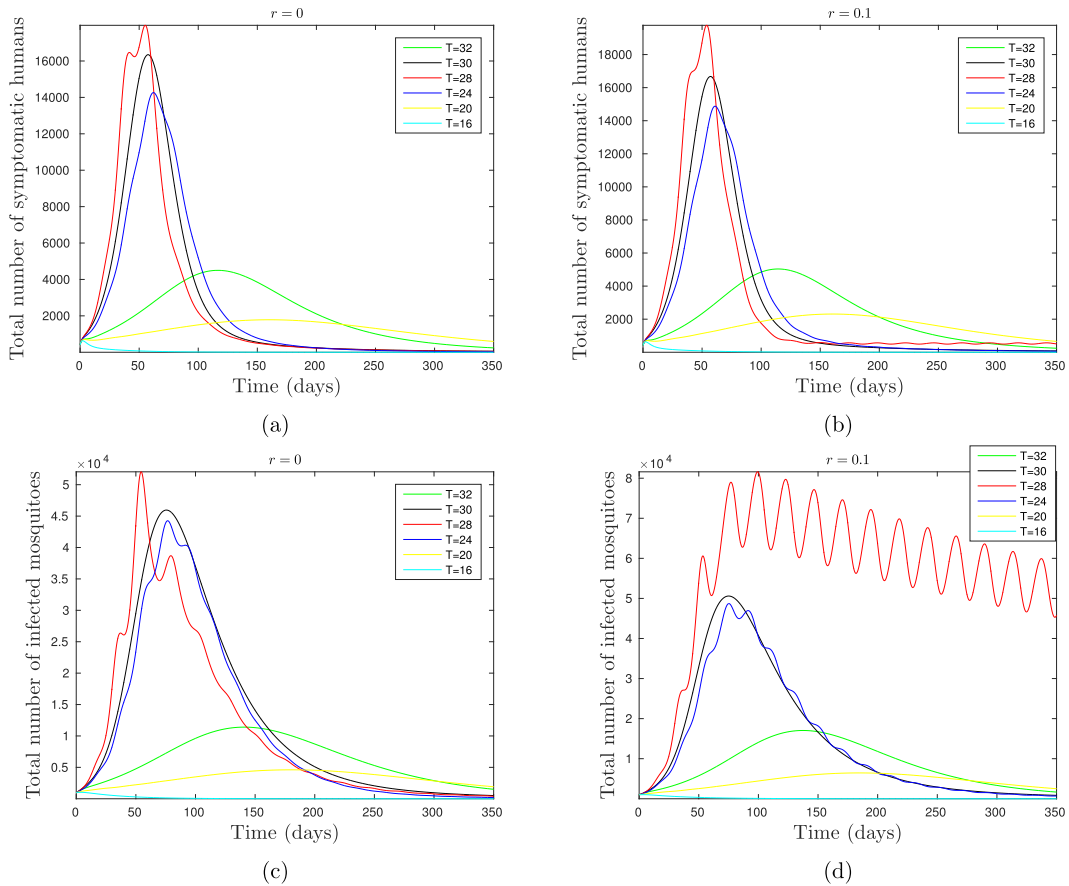 r = 0
Total number of symptomatic humans
16000
14000
12000
10000
8000
6000
4000
2000
0 50 100 150 200 250 300 350
Time (days)
T=32
T=30
T=28
T=24
T=20
T=16
(a)
r = 0.1
Total number of symptomatic humans
18000
16000
14000
12000
10000
8000
6000
4000
2000
0 50 100 150 200 250 300 350
Time (days)
T=32
T=30
T=28
T=24
T=20
T=16
(b)
× 10⁴
r = 0
Total number of infected mosquitoes
5
4.5
4
3.5
3
2.5
2
1.5
1
0.5
0 50 100 150 200 250 300 350
Time (days)
T=32
T=30
T=28
T=24
T=20
T=16
(c)
× 10⁴
r = 0.1
Total number of infected mosquitoes
8
7
6
5
4
3
2
1
0 50 100 150 200 250 300 350
Time (days)
T=32
T=30
T=28
T=24
T=20
T=16
(d)